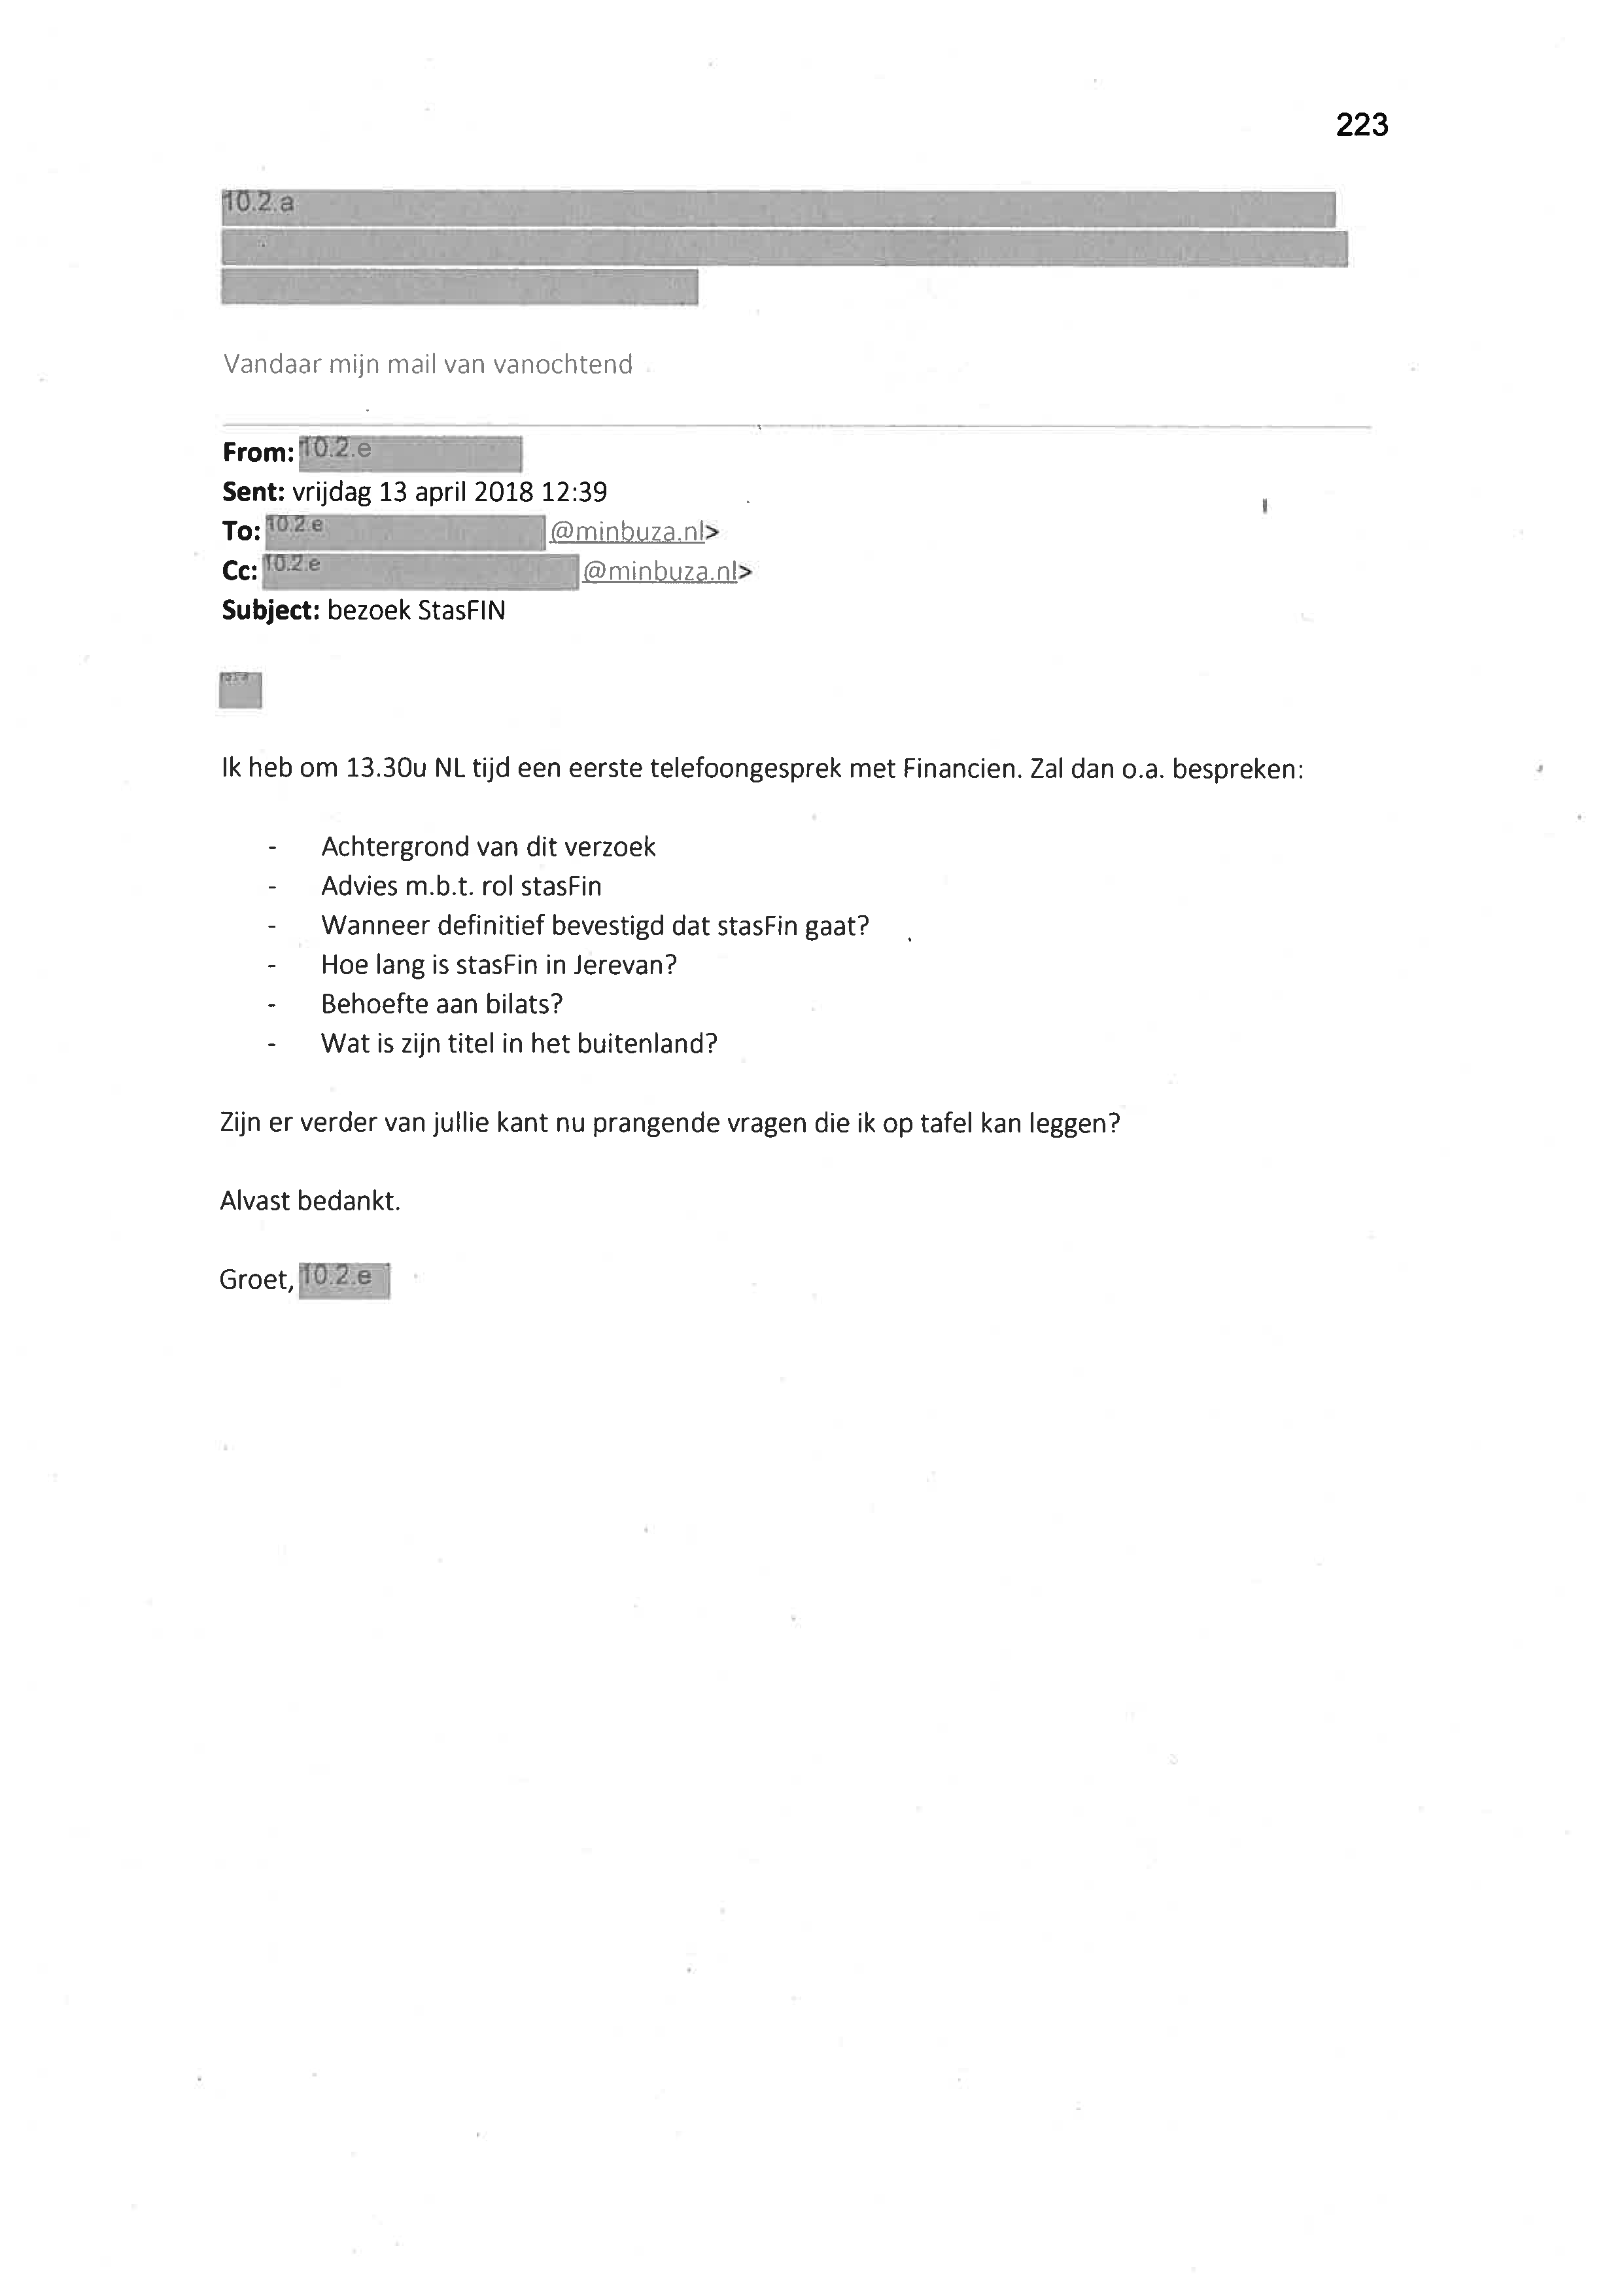 223
10.2.a
Vandaar mijn mail van vanochtend
From: 10.2.e
Sent: vrijdag 13 april 2018 12:39
To: 10.2.e @minbuza.nl>
Cc: 10.2.e @minbuza.nl>
Subject: bezoek StasFIN
Ik heb om 13.30u NL tijd een eerste telefoongesprek met Financien. Zal dan o.a. bespreken:
- Achtergrond van dit verzoek
- Advies m.b.t. rol stasFin
- Wanneer definitief bevestigd dat stasFin gaat?
- Hoe lang is stasFin in Jerevan?
- Behoefte aan bilats?
- Wat is zijn titel in het buitenland?
Zijn er verder van jullie kant nu prangende vragen die ik op tafel kan leggen?
Alvast bedankt.
Groet, 10.2.e